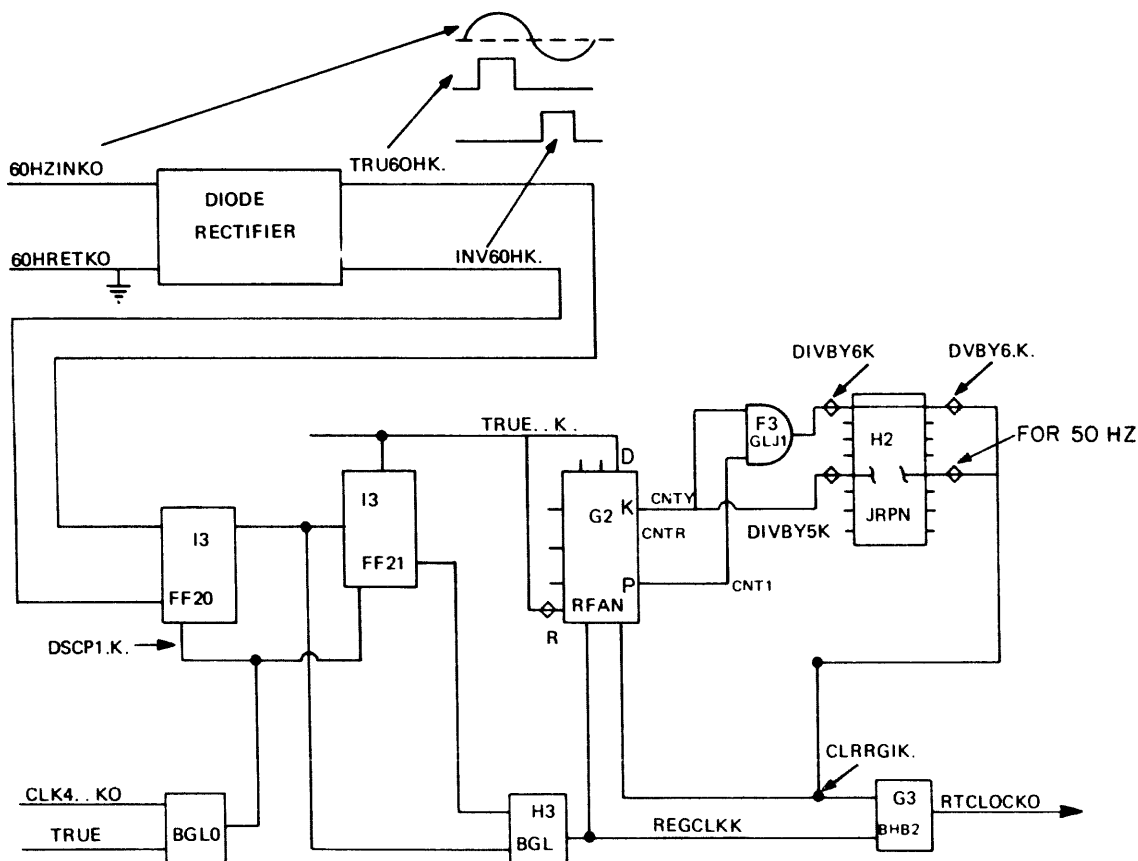 60HZINKO
TRU60HK.
DIODE
RECTIFIER
60HRETKO
INV60HK.
DIVBY6K
DVBY6.K.
TRUE..K.
F3
GLJ1
H2
FOR 50 HZ
D
I3
K
CNTY
G2
CNTR
DIVBY5K
JRPN
I3
FF21
P
CNT1
FF20
RFAN
R
DSCP1.K.
CLRRGIK.
CLK4..KO
H3
G3
RTCLOCKO
TRUE
BGL0
BGL
REGCLKK
BHB2